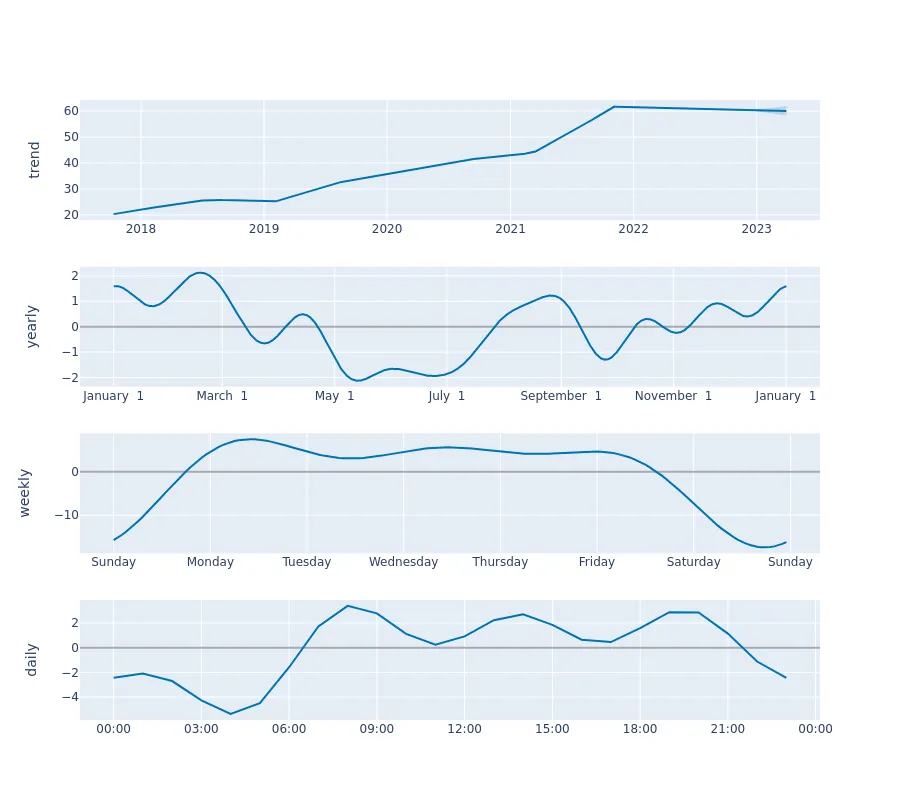 trend
60
50
40
30
20
2018 2019 2020 2021 2022 2023
yearly
2
1
0
−1
−2
January 1 March 1 May 1 July 1 September 1 November 1 January 1
weekly
0
−10
Sunday Monday Tuesday Wednesday Thursday Friday Saturday Sunday
daily
2
0
−2
−4
00:00 03:00 06:00 09:00 12:00 15:00 18:00 21:00 00:00